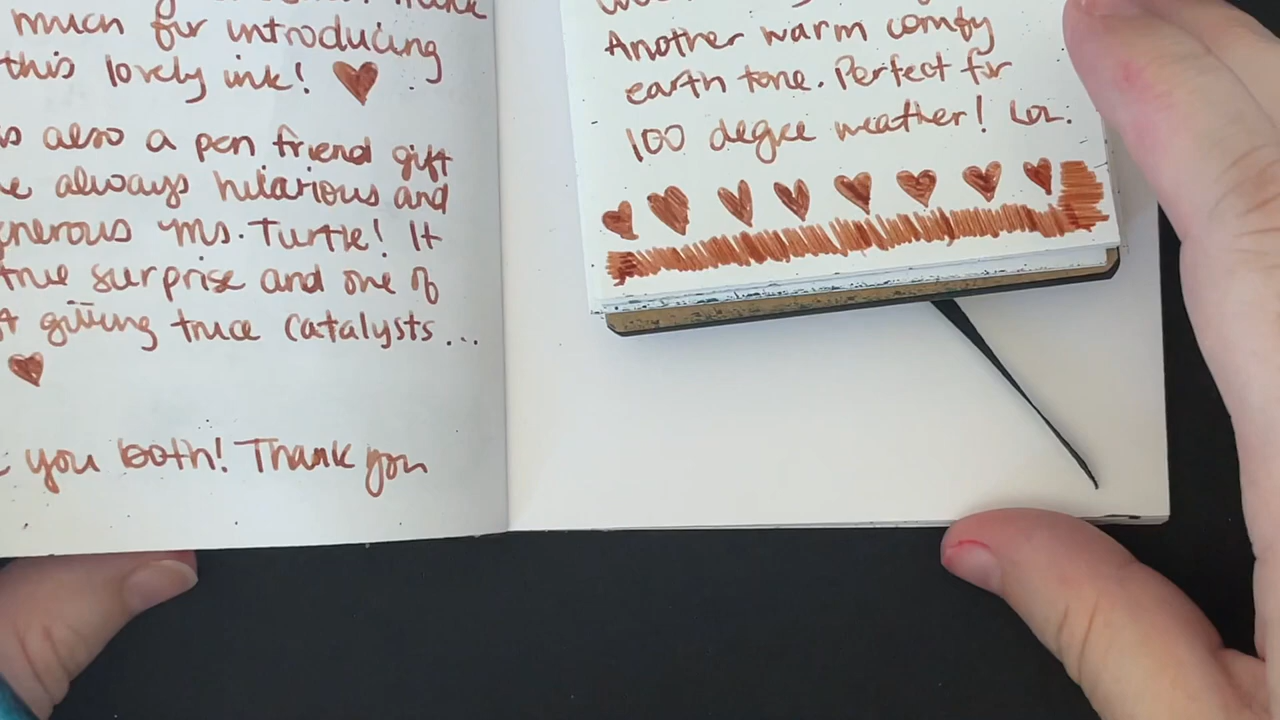 much for introducing
this lovely ink!
also a pen friend gift
always hilarious and
Ms. Turtle! It
true surprise and one of
giving truce catalysts...
you both! Thank you
Another warm comfy
earth tone. Perfect for
100 degree weather! LOL.